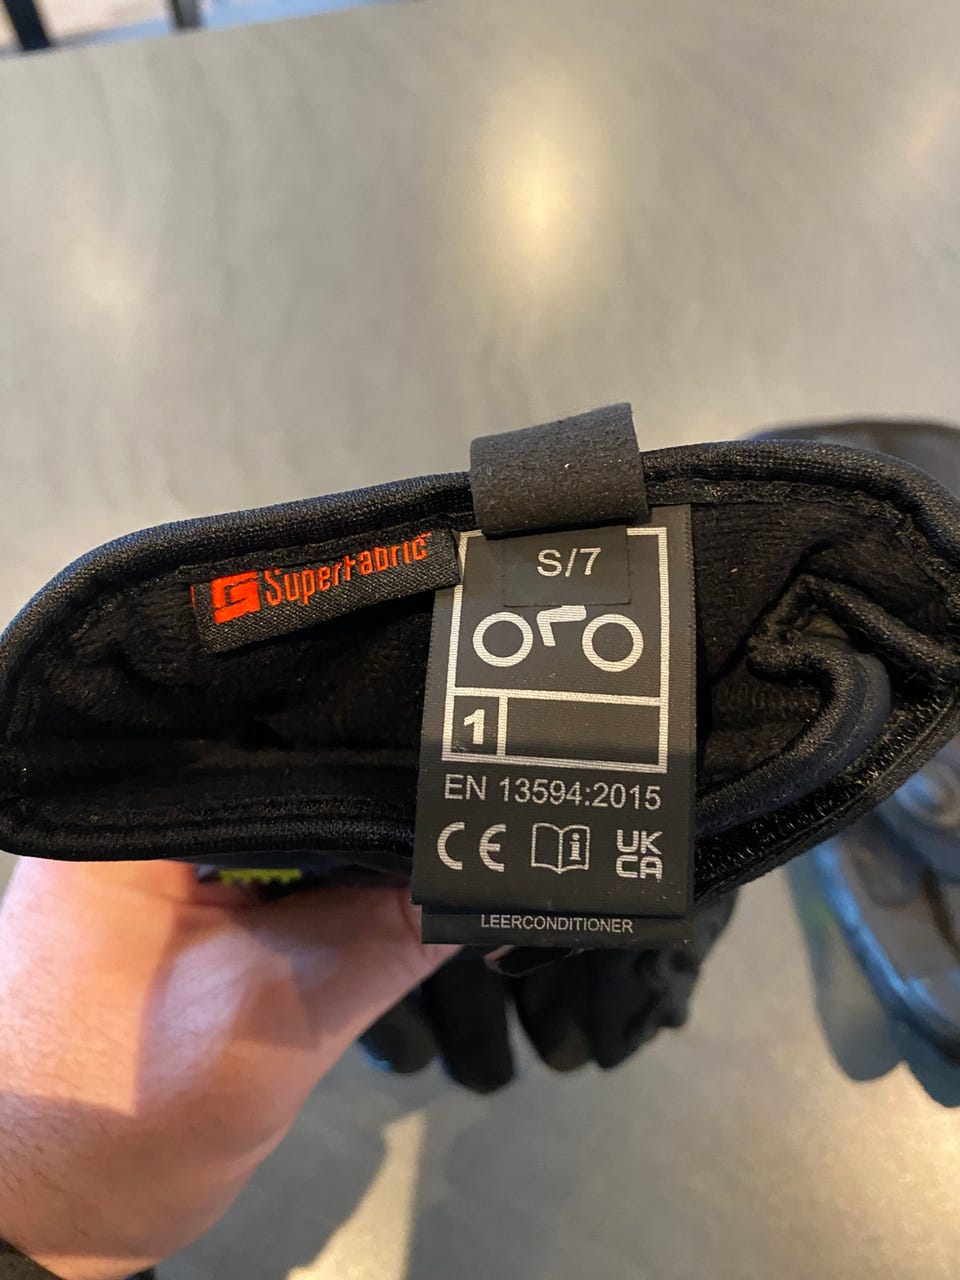 SuperFabric
S/7
1
EN 13594:2015
CE
i
UK
CA
LEERCONDITIONER